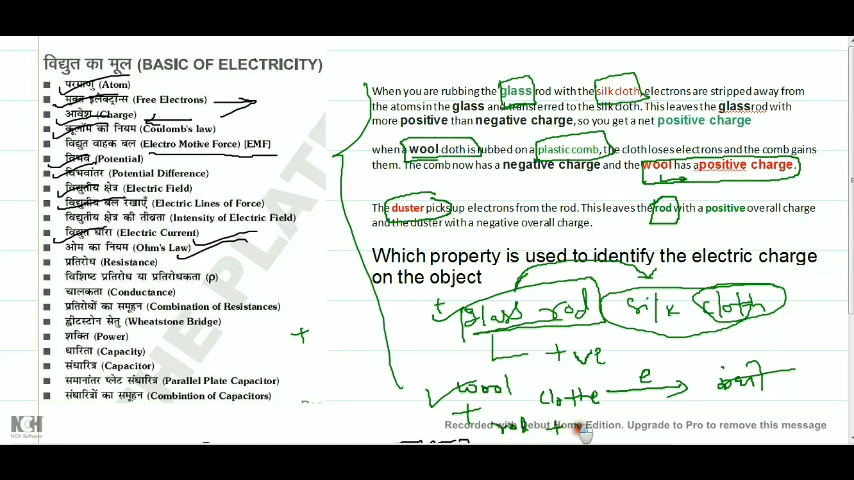 विद्युत का मूल (BASIC OF ELECTRICITY)
परमाणु (Atom)
मुक्त इलेक्ट्रॉन्स (Free Electrons)
आवेश (Charge)
कूलॉम का नियम (Coulomb's law)
विद्युत वाहक बल (Electro Motive Force) [EMF]
विभव (Potential)
विभवांतर (Potential Difference)
विद्युतीय क्षेत्र (Electric Field)
विद्युतीय बल रेखाएँ (Electric Lines of Force)
विद्युतीय क्षेत्र की तीव्रता (Intensity of Electric Field)
विद्युत धारा (Electric Current)
ओम का नियम (Ohm's Law)
प्रतिरोध (Resistance)
विशिष्ट प्रतिरोध या प्रतिरोधकता (ρ)
चालकता (Conductance)
प्रतिरोधों का समूहन (Combination of Resistances)
ह्वीटस्टोन सेतु (Wheatstone Bridge)
शक्ति (Power)
धारिता (Capacity)
संधारित्र (Capacitor)
समानांतर प्लेट संधारित्र (Parallel Plate Capacitor)
संधारित्रों का समूहन (Combintion of Capacitors)
THE PLAT
+
When you are rubbing the glass rod with the silk cloth, electrons are stripped away from
the atoms in the glass and transferred to the silk cloth. This leaves the glass rod with
more positive than negative charge, so you get a net positive charge
when a wool cloth is rubbed on a plastic comb, the cloth loses electrons and the comb gains
them. The comb now has a negative charge and the wool has a positive charge.
The duster picks up electrons from the rod. This leaves the rod with a positive overall charge
and the duster with a negative overall charge.
Which property is used to identify the electric charge
on the object
+ glass rod silk cloth
+ve
wool clothe e
+
rod +
Recorded with Debut Home Edition. Upgrade to Pro to remove this message
NCH
NCH Software